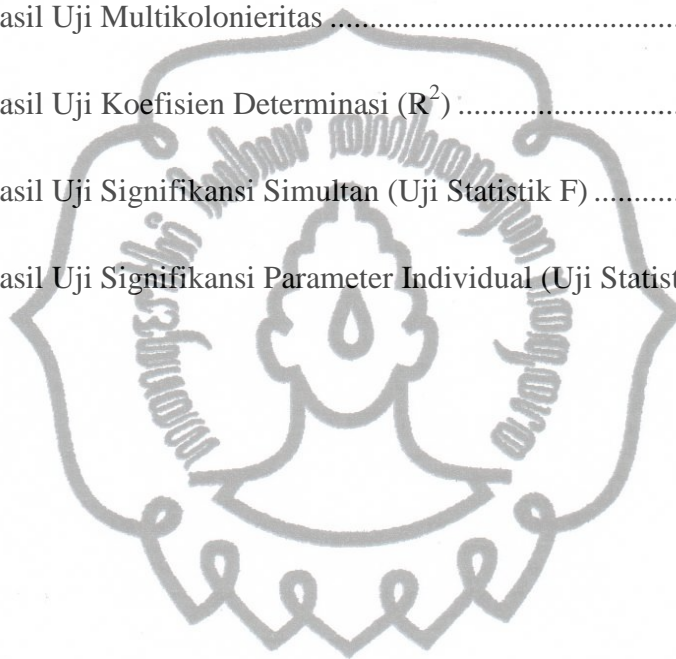 asil Uji Multikolonieritas ..........................................
asil Uji Koefisien Determinasi (R²) ..........................
asil Uji Signifikansi Simultan (Uji Statistik F) ...........
asil Uji Signifikansi Parameter Individual (Uji Statist